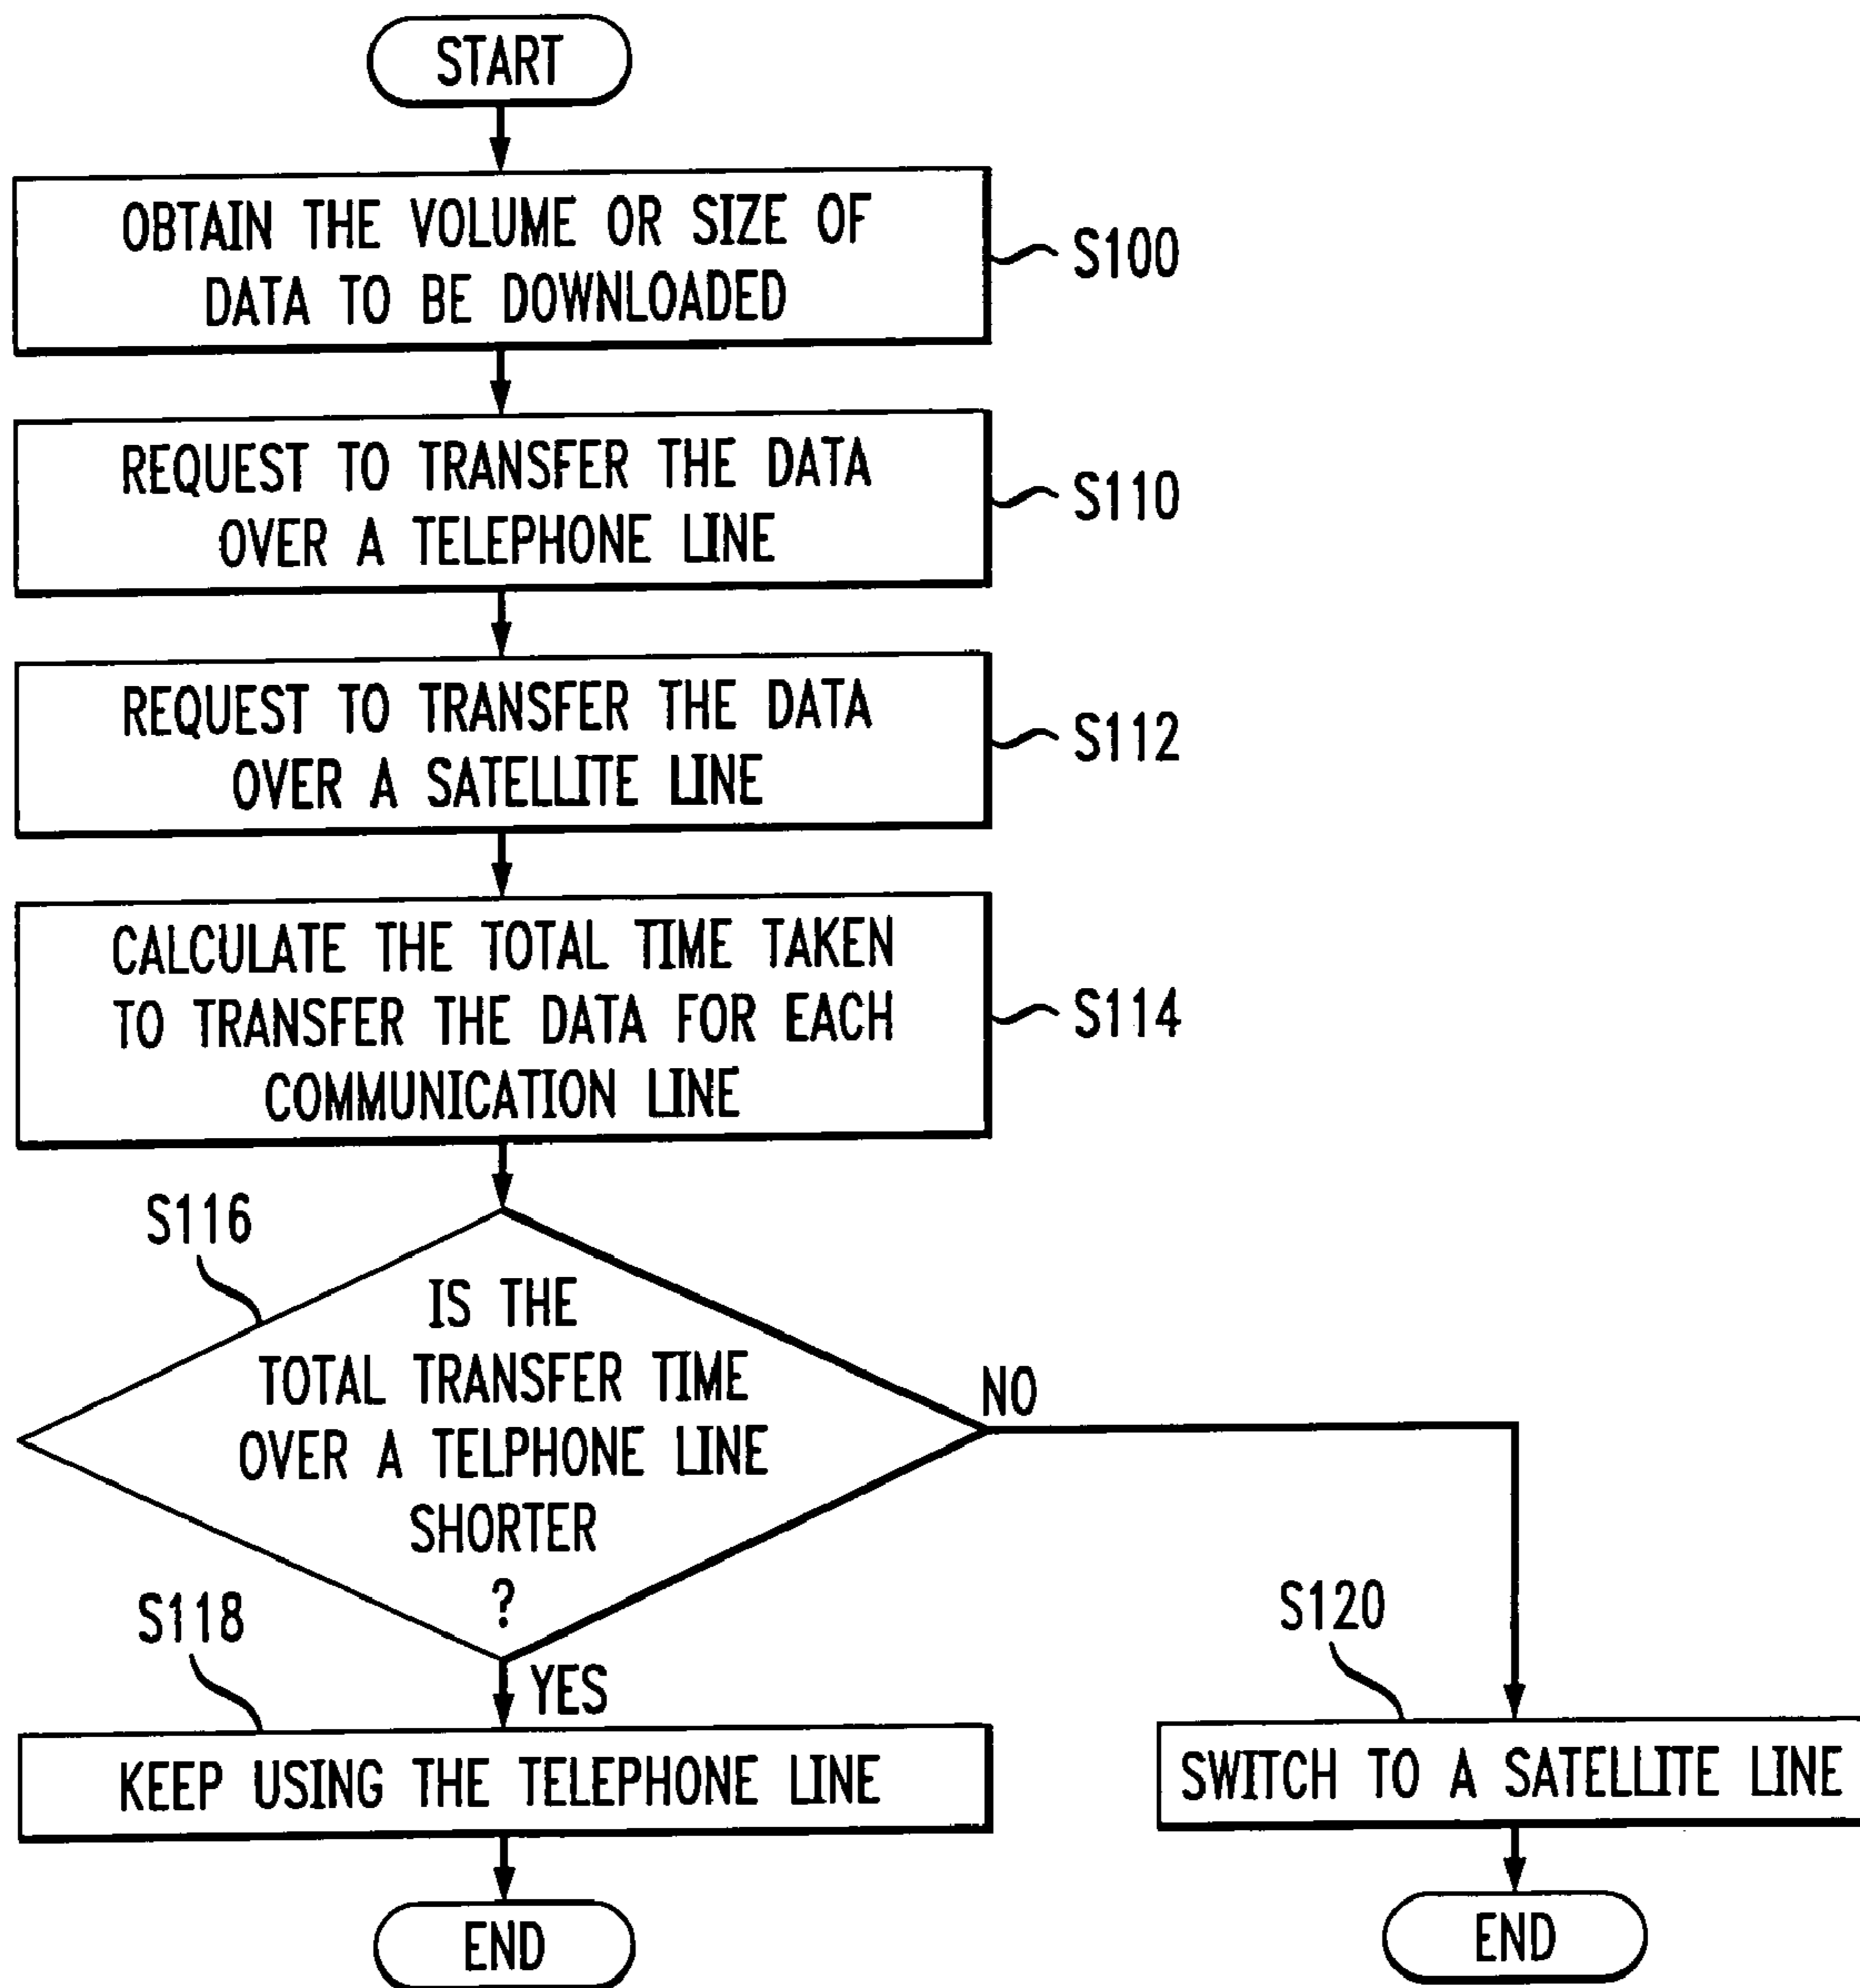 START
OBTAIN THE VOLUME OR SIZE OF
DATA TO BE DOWNLOADED
S100
REQUEST TO TRANSFER THE DATA
OVER A TELEPHONE LINE
S110
REQUEST TO TRANSFER THE DATA
OVER A SATELLITE LINE
S112
CALCULATE THE TOTAL TIME TAKEN
TO TRANSFER THE DATA FOR EACH
COMMUNICATION LINE
S114
S116
IS THE
TOTAL TRANSFER TIME
OVER A TELPHONE LINE
SHORTER
?
NO
YES
S118
KEEP USING THE TELEPHONE LINE
END
S120
SWITCH TO A SATELLITE LINE
END